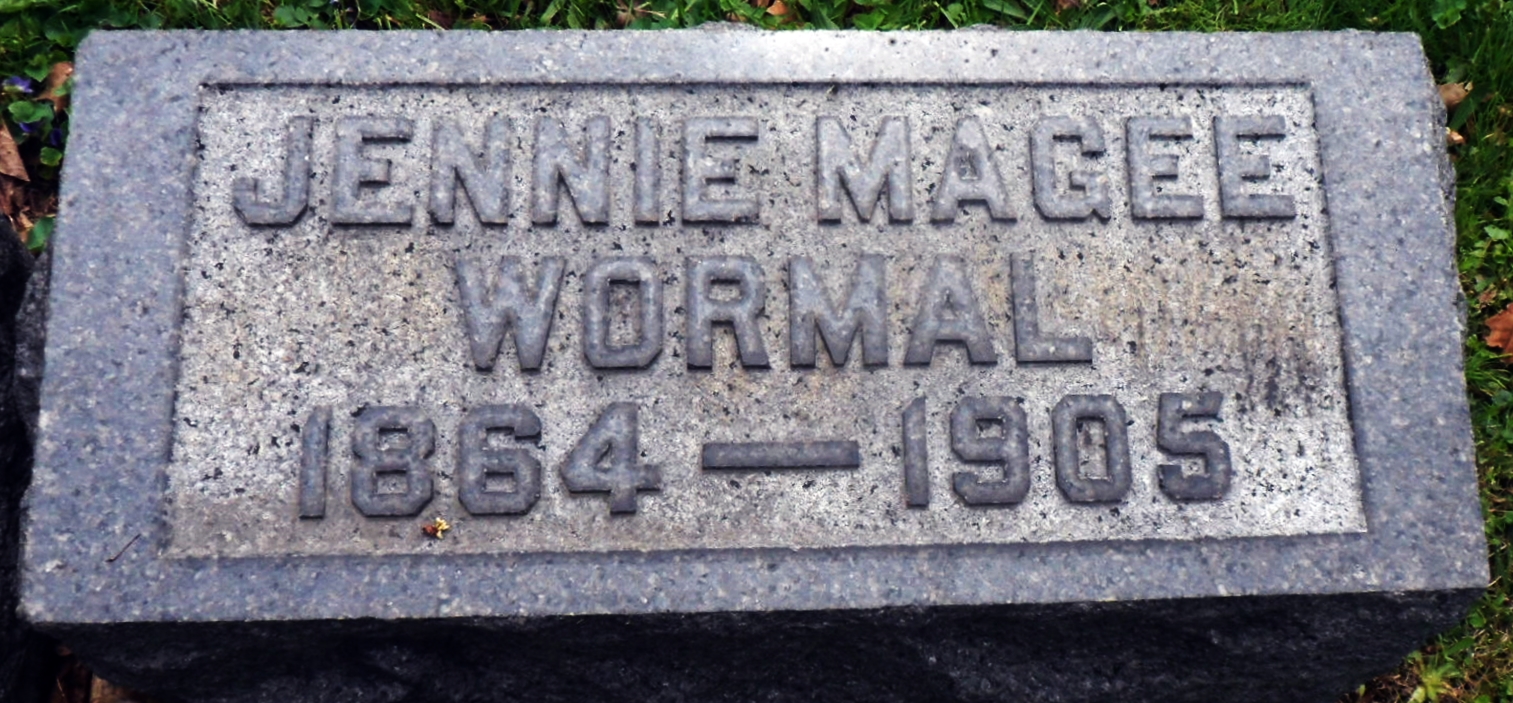 JENNIE MAGEE
WORMAL
1864 — 1905